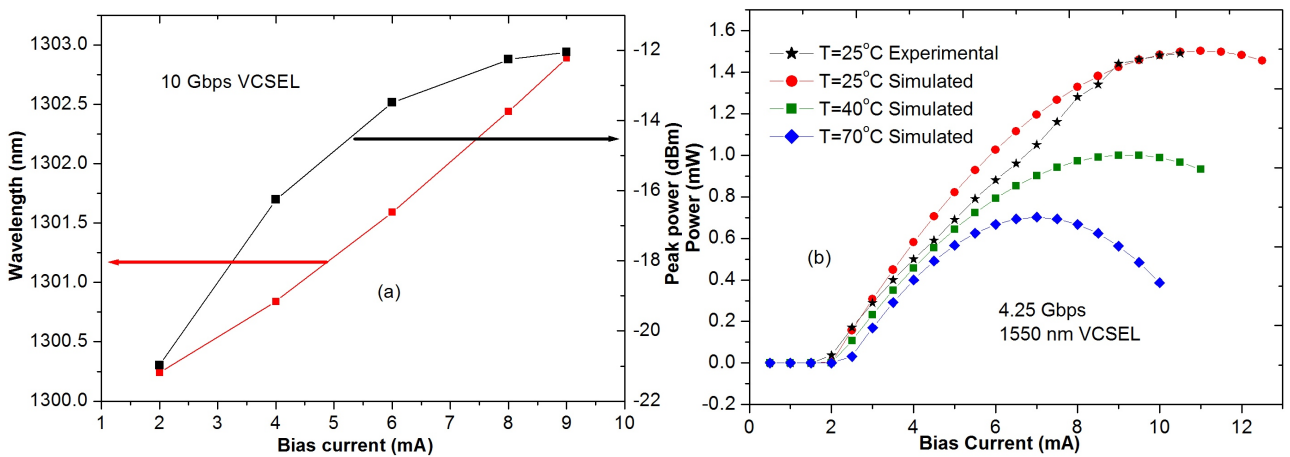 1303.0
1302.5
1302.0
1301.5
1301.0
1300.5
1300.0
Wavelength (nm)
10 Gbps VCSEL
(a)
1 2 3 4 5 6 7 8 9 10
Bias current (mA)
-12
-14
-16
-18
-20
-22
Peak power (dBm)
Power (mW)
1.6
1.4
1.2
1.0
0.8
0.6
0.4
0.2
0.0
-0.2
T=25°C Experimental
T=25°C Simulated
T=40°C Simulated
T=70°C Simulated
(b)
4.25 Gbps
1550 nm VCSEL
0 2 4 6 8 10 12
Bias Current (mA)